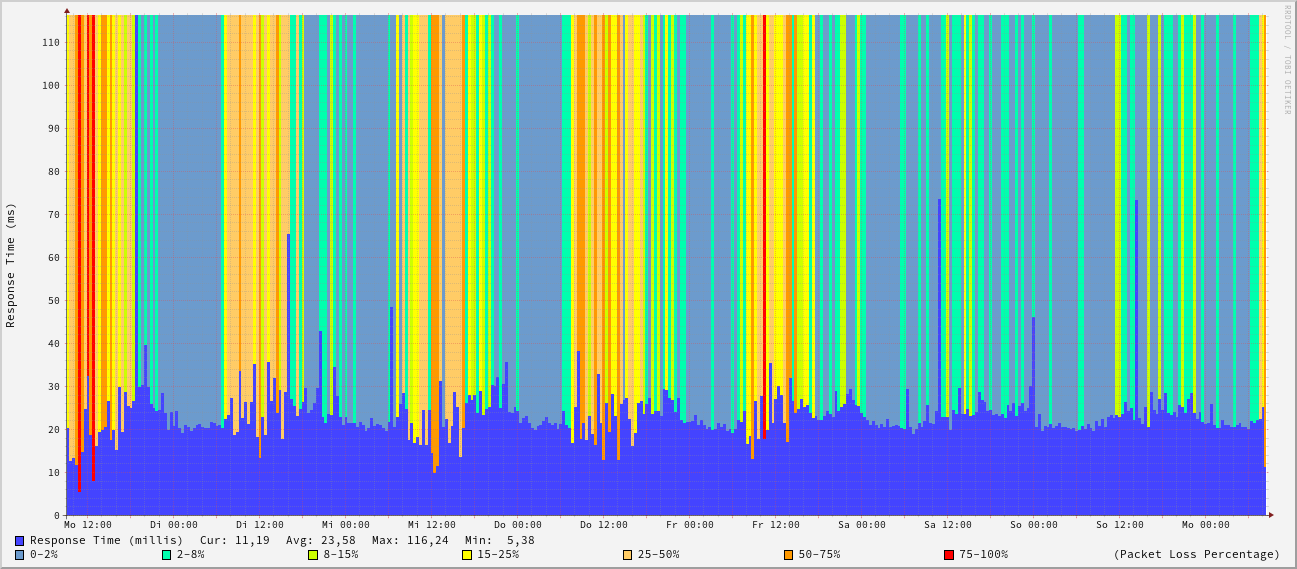 RRDTOOL / TOBI OETIKER
Response Time (ms)
110
100
90
80
70
60
50
40
30
20
10
0
Mo 12:00 Di 00:00 Di 12:00 Mi 00:00 Mi 12:00 Do 00:00 Do 12:00 Fr 00:00 Fr 12:00 Sa 00:00 Sa 12:00 So 00:00 So 12:00 Mo 00:00
Response Time (millis) Cur: 11,19 Avg: 23,58 Max: 116,24 Min: 5,38
0-2% 2-8% 8-15% 15-25% 25-50% 50-75% 75-100% (Packet Loss Percentage)